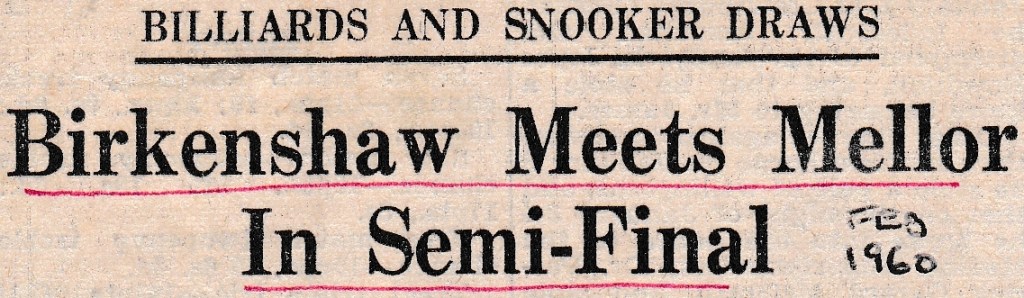 BILLIARDS AND SNOOKER DRAWS
Birkenshaw Meets Mellor
In Semi-Final
FEB
1960